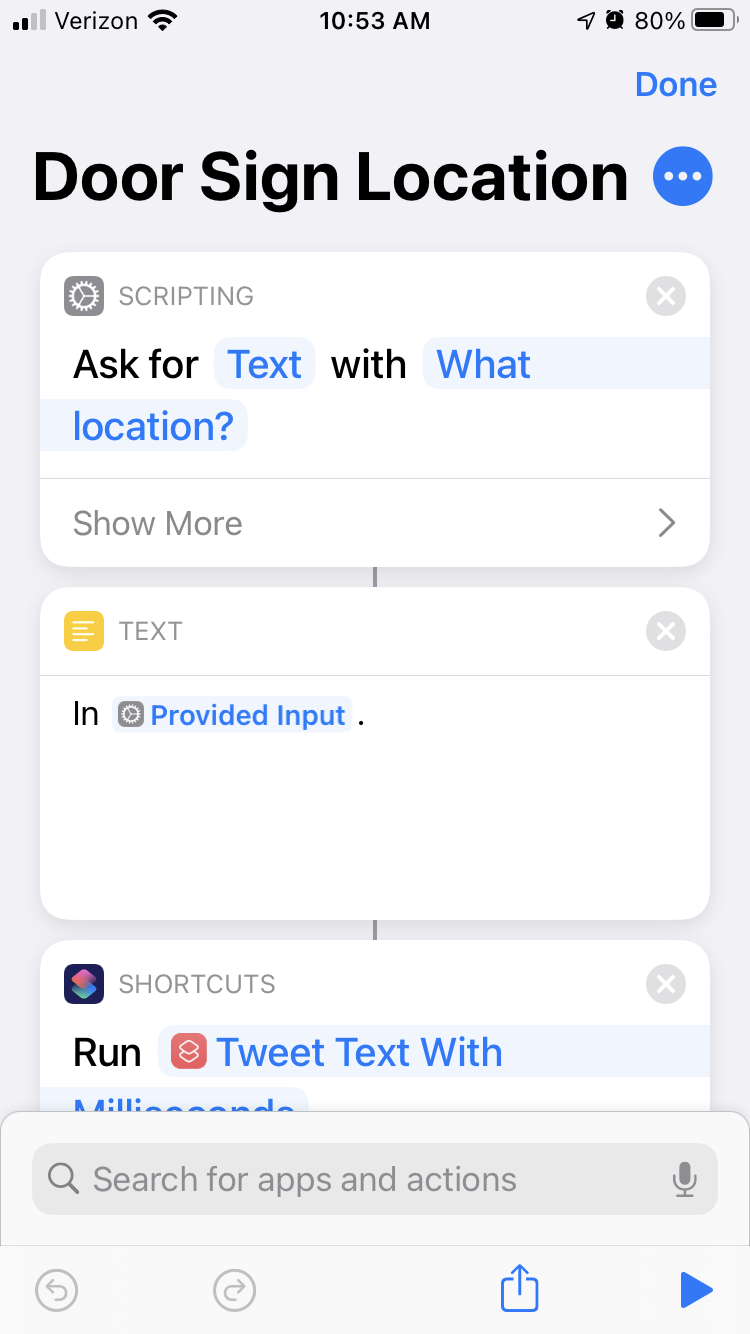 Verizon 10:53 AM 80%
Done
Door Sign Location
SCRIPTING
Ask for Text with What
location?
Show More
TEXT
In Provided Input .
SHORTCUTS
Run Tweet Text With
Milliseconds
Search for apps and actions